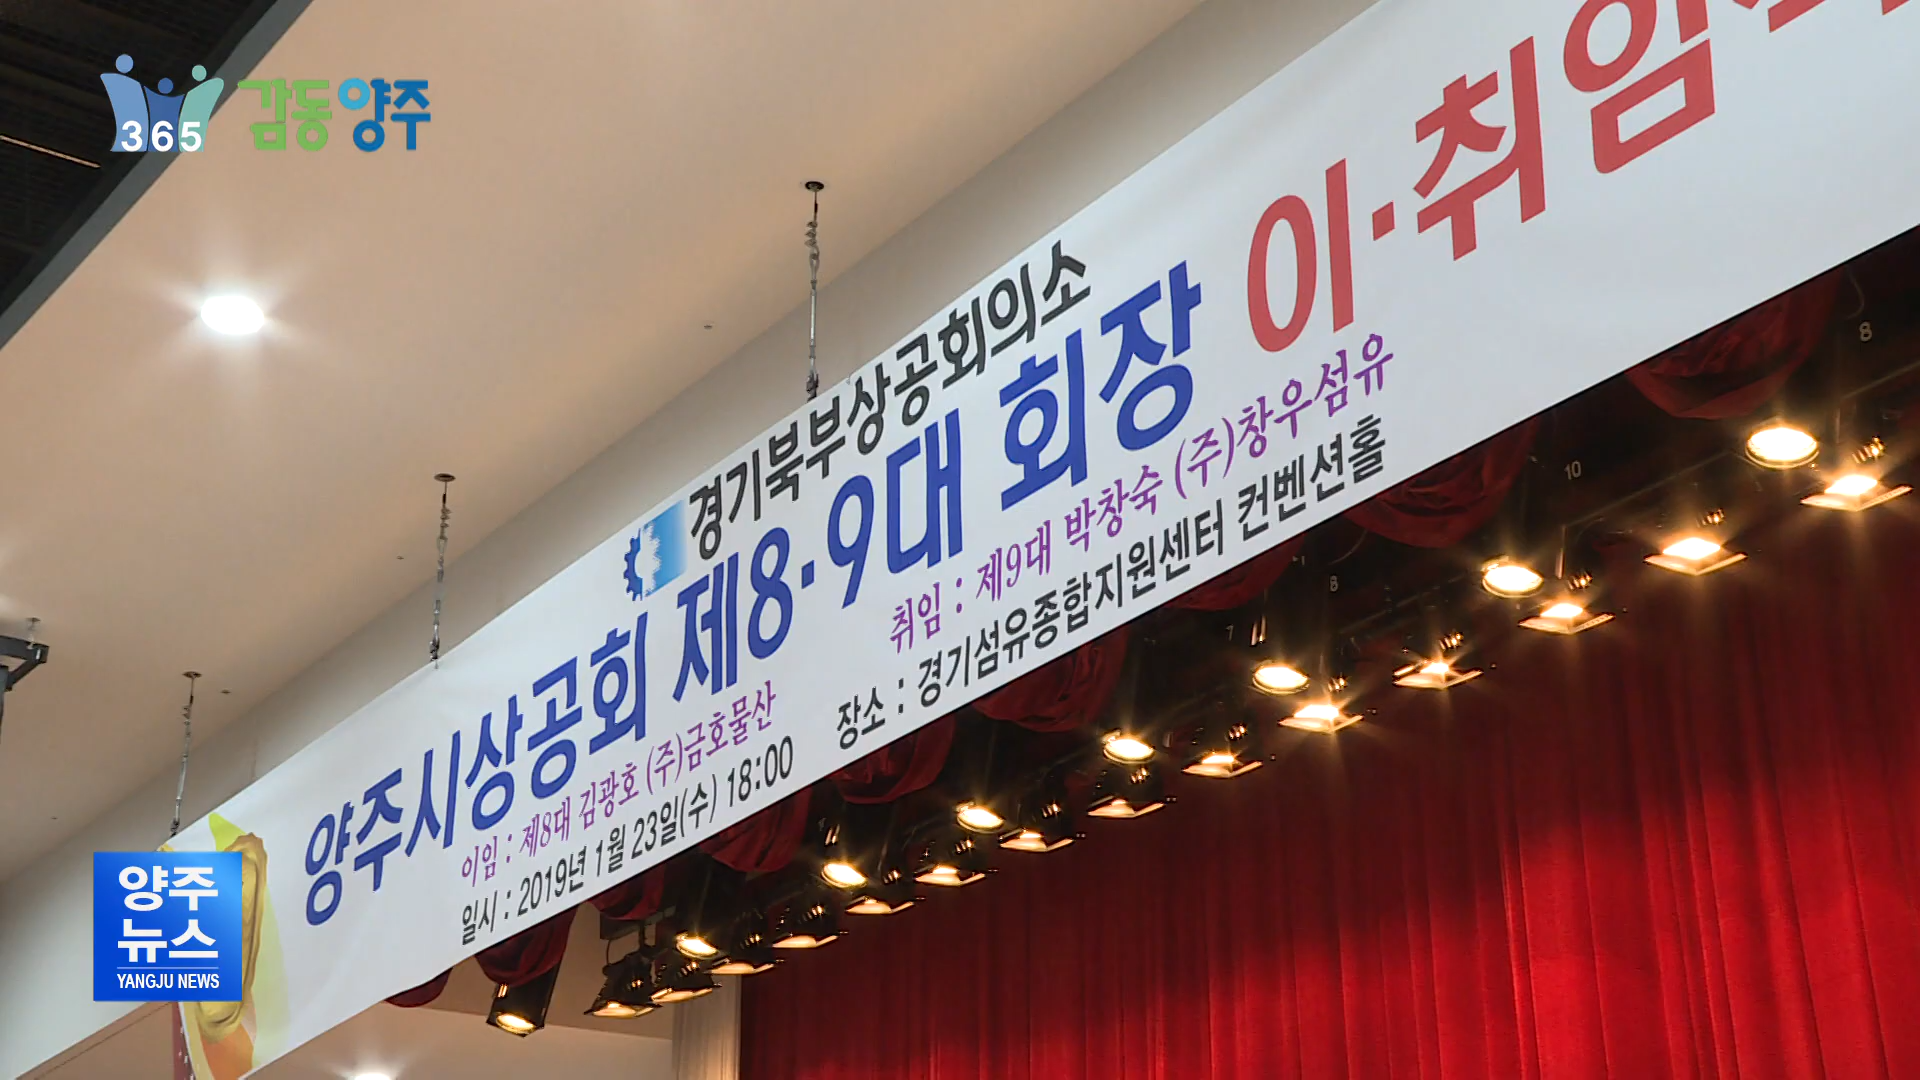 365 감동양주
경기북부상공회의소
양주시상공회 제8·9대 회장 이·취임
이임 : 제8대 김광호 (주)금호물산
취임 : 제9대 박창숙 (주)창우섬유
일시 : 2019년 1월 23일(수) 18:00
장소 : 경기섬유종합지원센터 컨벤션홀
8
10
8
7
양주
뉴스
YANGJU NEWS